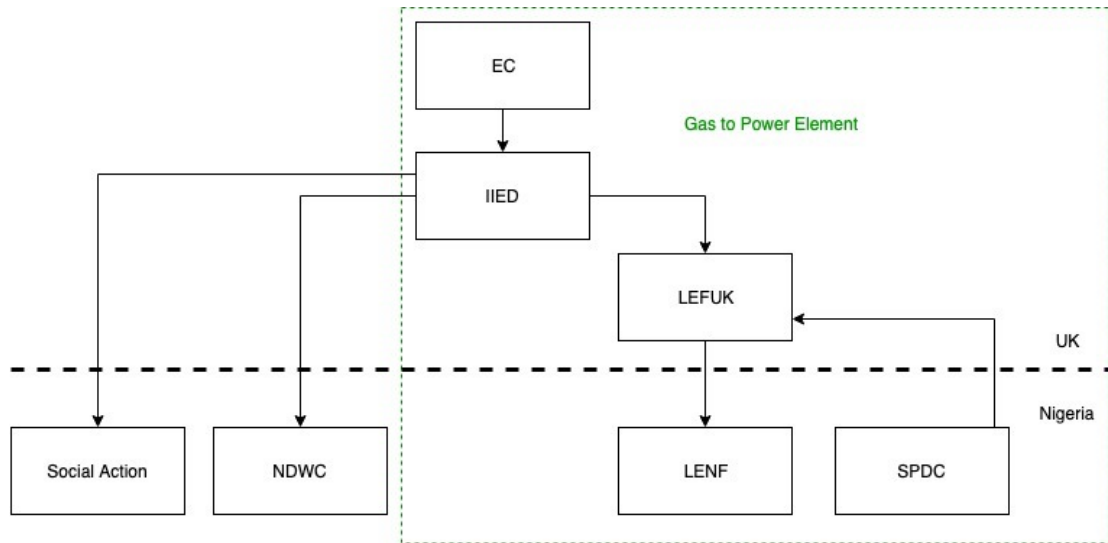 EC
Gas to Power Element
IIED
LEFUK
UK
Nigeria
Social Action
NDWC
LENF
SPDC